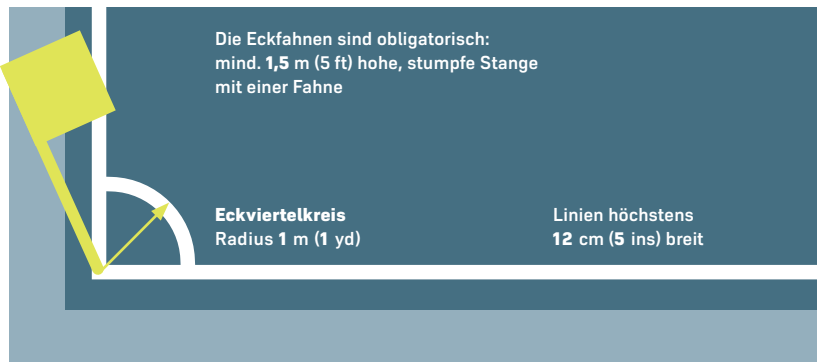 Die Eckfahnen sind obligatorisch:
mind. 1,5 m (5 ft) hohe, stumpfe Stange
mit einer Fahne
Eckviertelkreis
Radius 1 m (1 yd)
Linien höchstens
12 cm (5 ins) breit